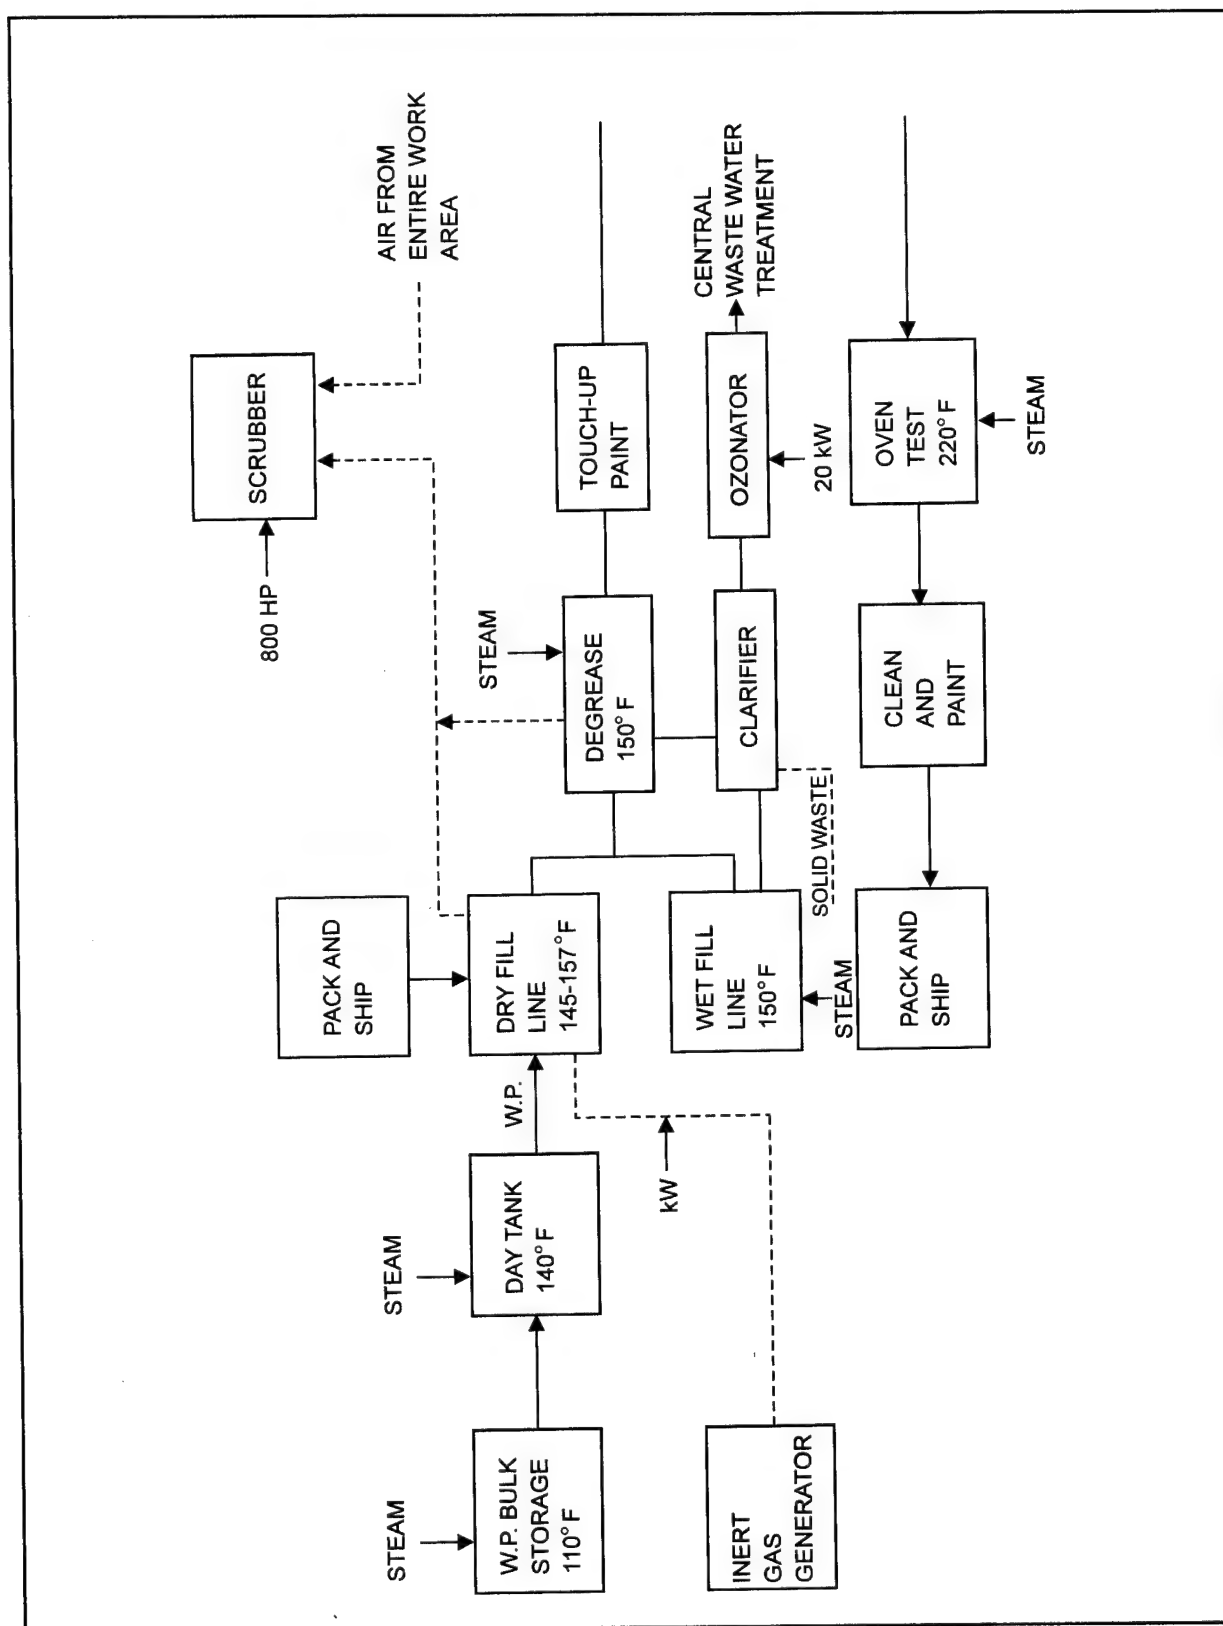 STEAM
W.P. BULK
STORAGE
110° F
STEAM
DAY TANK
140° F
W.P.
PACK AND
SHIP
DRY FILL
LINE
145-157° F
800 HP
SCRUBBER
AIR FROM
ENTIRE WORK
AREA
STEAM
DEGREASE
150° F
TOUCH-UP
PAINT
INERT
GAS
GENERATOR
kW
WET FILL
LINE
150° F
STEAM
SOLID WASTE
CLARIFIER
OZONATOR
20 kW
CENTRAL
WASTE WATER
TREATMENT
PACK AND
SHIP
CLEAN
AND
PAINT
OVEN
TEST
220° F
STEAM